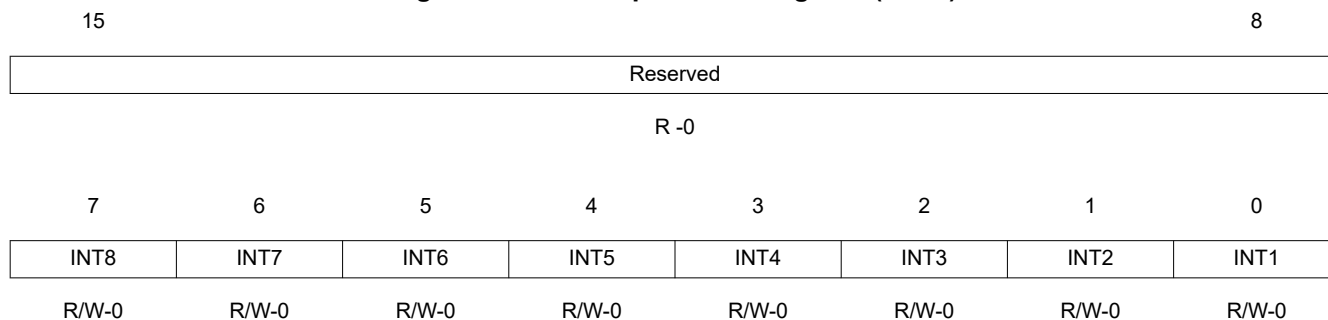 15 8
Reserved
R -0
7 6 5 4 3 2 1 0
INT8 INT7 INT6 INT5 INT4 INT3 INT2 INT1
R/W-0 R/W-0 R/W-0 R/W-0 R/W-0 R/W-0 R/W-0 R/W-0